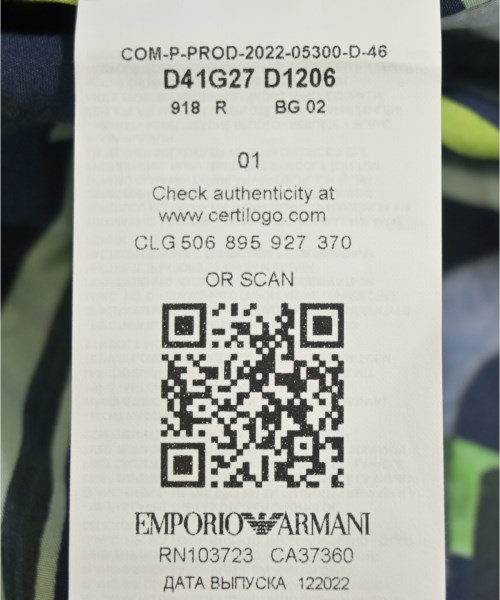 COM-P-PROD-2022-05300-D-46
D41G27 D1206
918 R BG 02
01
Check authenticity at
www.certilogo.com
CLG 506 895 927 370
OR SCAN
EMPORIO ARMANI
RN103723 CA37360
ДАТА ВЫПУСКА 122022